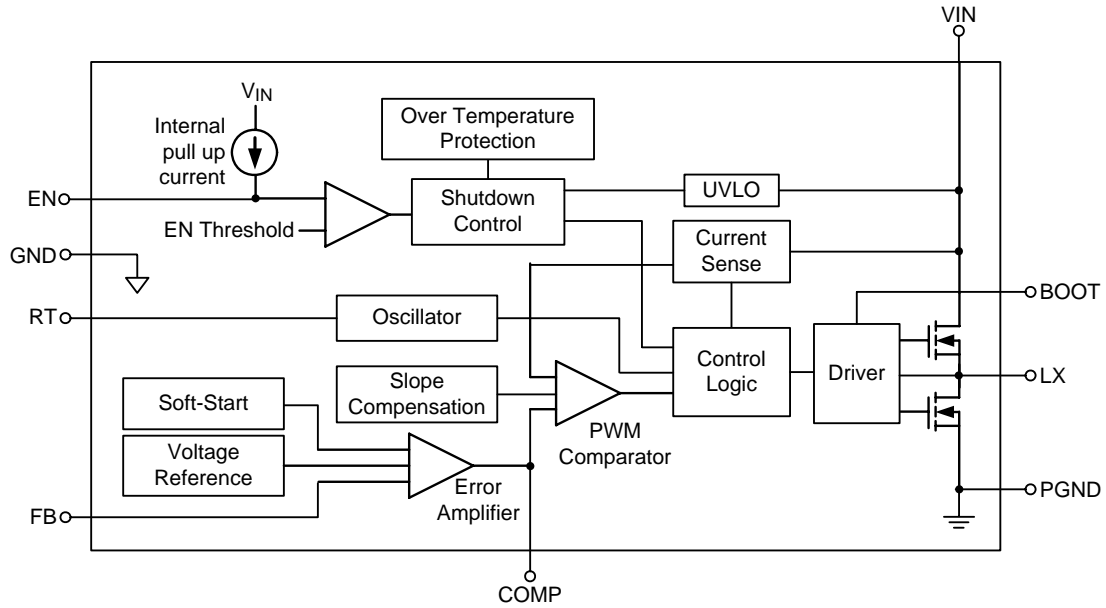 VIN
V_IN
Internal
pull up
current
Over Temperature
Protection
EN
Shutdown
Control
UVLO
EN Threshold
GND
Current
Sense
BOOT
RT
Oscillator
Control
Logic
Driver
LX
Slope
Compensation
Soft-Start
PWM
Comparator
Voltage
Reference
Error
Amplifier
PGND
FB
COMP